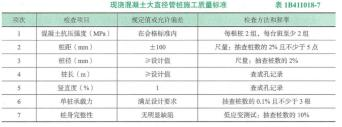 现浇混凝土大直径管桩施工质量标准 表 1B411018-7
项次 检查项目 规定值或允许偏差 检查方法和频率
1 混凝土抗压强度（MPa） 在合格标准内 每根桩 2 组，每台班至少 2 组
2 桩距（mm） ±100 尺量：抽查桩数的 2%且不少于 5 点
3 桩径（mm） ≥设计值 尺量：抽查桩数的 2%
4 桩长（m） ≥设计值 查成孔记录
5 竖直度（%） 1 查成孔记录
6 单桩承载力 满足设计要求 抽查桩数的 0.1%且不少于 3 根
7 桩身完整性 无明显缺陷 低应变测试：抽查桩数的 10%